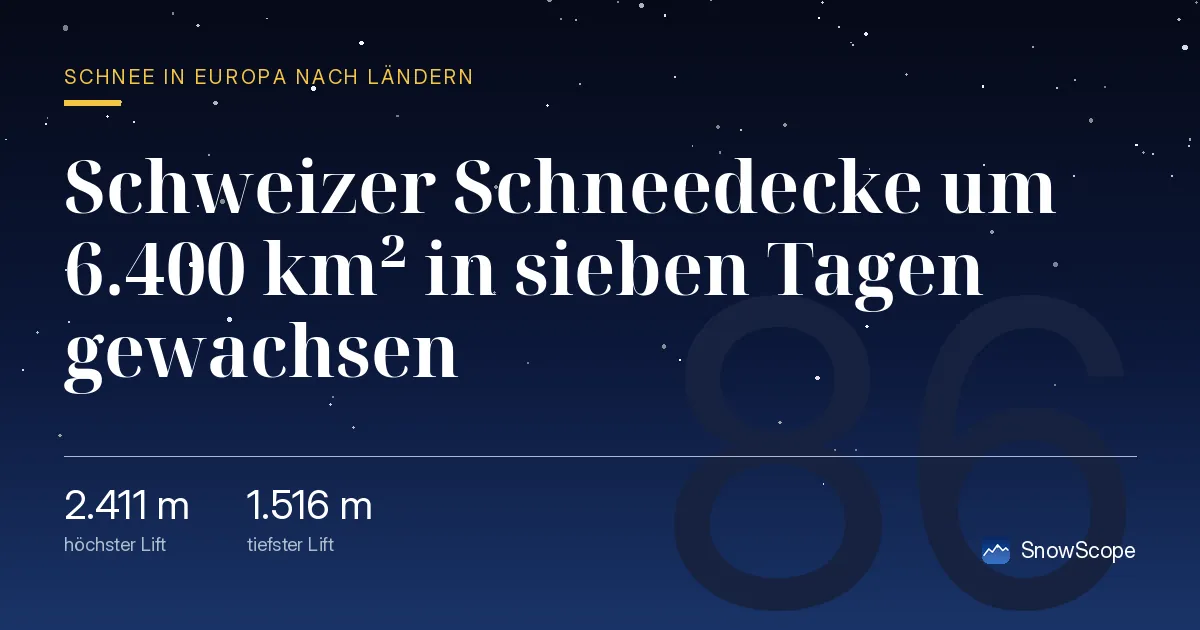 SCHNEE IN EUROPA NACH LÄNDERN
Schweizer Schneedecke um
6.400 km² in sieben Tagen
gewachsen
86
2.411 m
höchster Lift
1.516 m
tiefster Lift
SnowScope